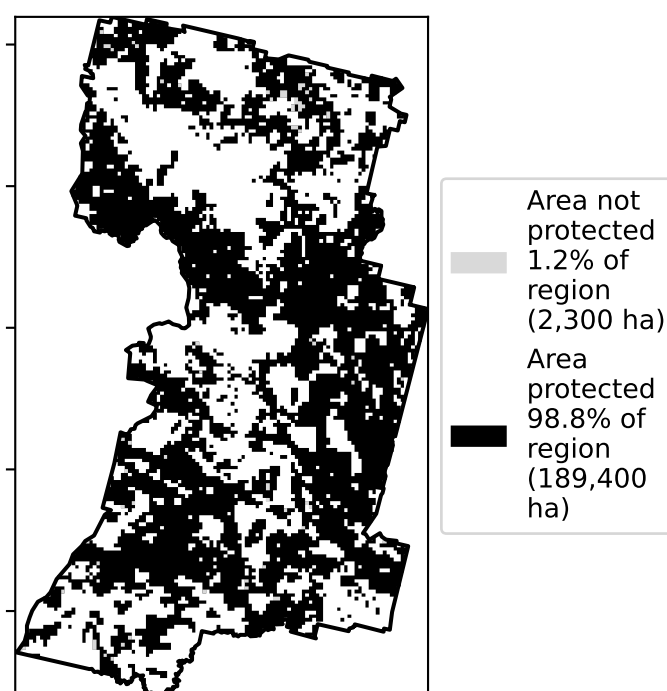 Area not
protected
1.2% of
region
(2,300 ha)
Area
protected
98.8% of
region
(189,400
ha)